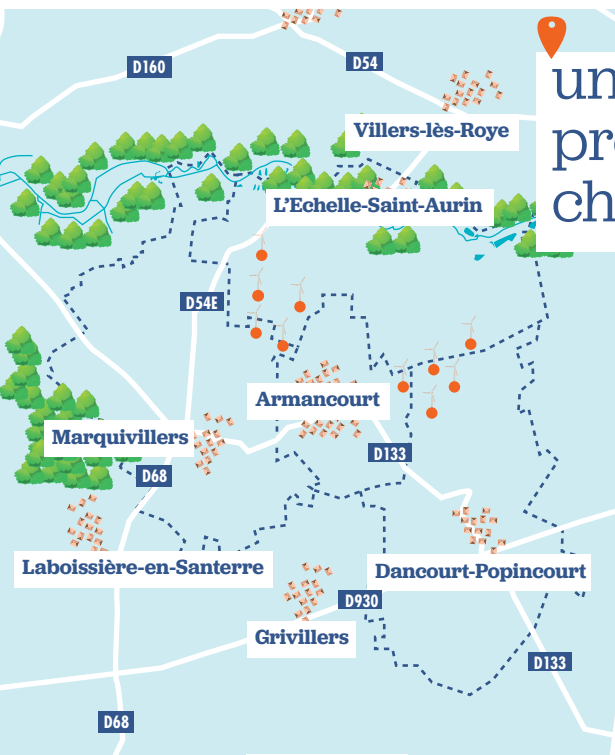 D160
D54
un
Villers-lès-Roye
L'Echelle-Saint-Aurin
D54E
Armancourt
Marquivillers
D133
D68
Laboissière-en-Santerre
Dancourt-Popincourt
D930
Grivillers
D133
D68